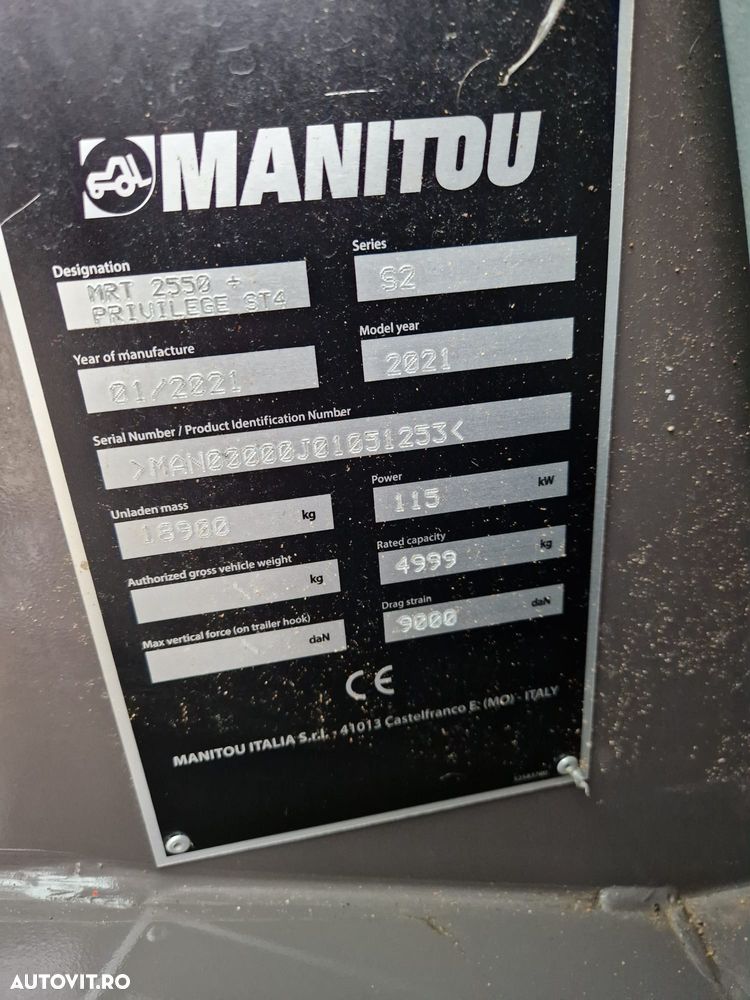 MANITOU
Designation
MRT 2550 +
PRIVILEGE ST4
Series
S2
Year of manufacture
01/2021
Model year
2021
Serial Number / Product Identification Number
>MAN00000J01051253<
Unladen mass
18900 kg
Power
115 kW
Authorized gross vehicle weight
kg
Rated capacity
4999 kg
Max vertical force (on trailer hook)
daN
Drag strain
9000 daN
CE
MANITOU ITALIA S.r.l. - 41013 Castelfranco E. (MO) - ITALY
AUTOVIT.RO